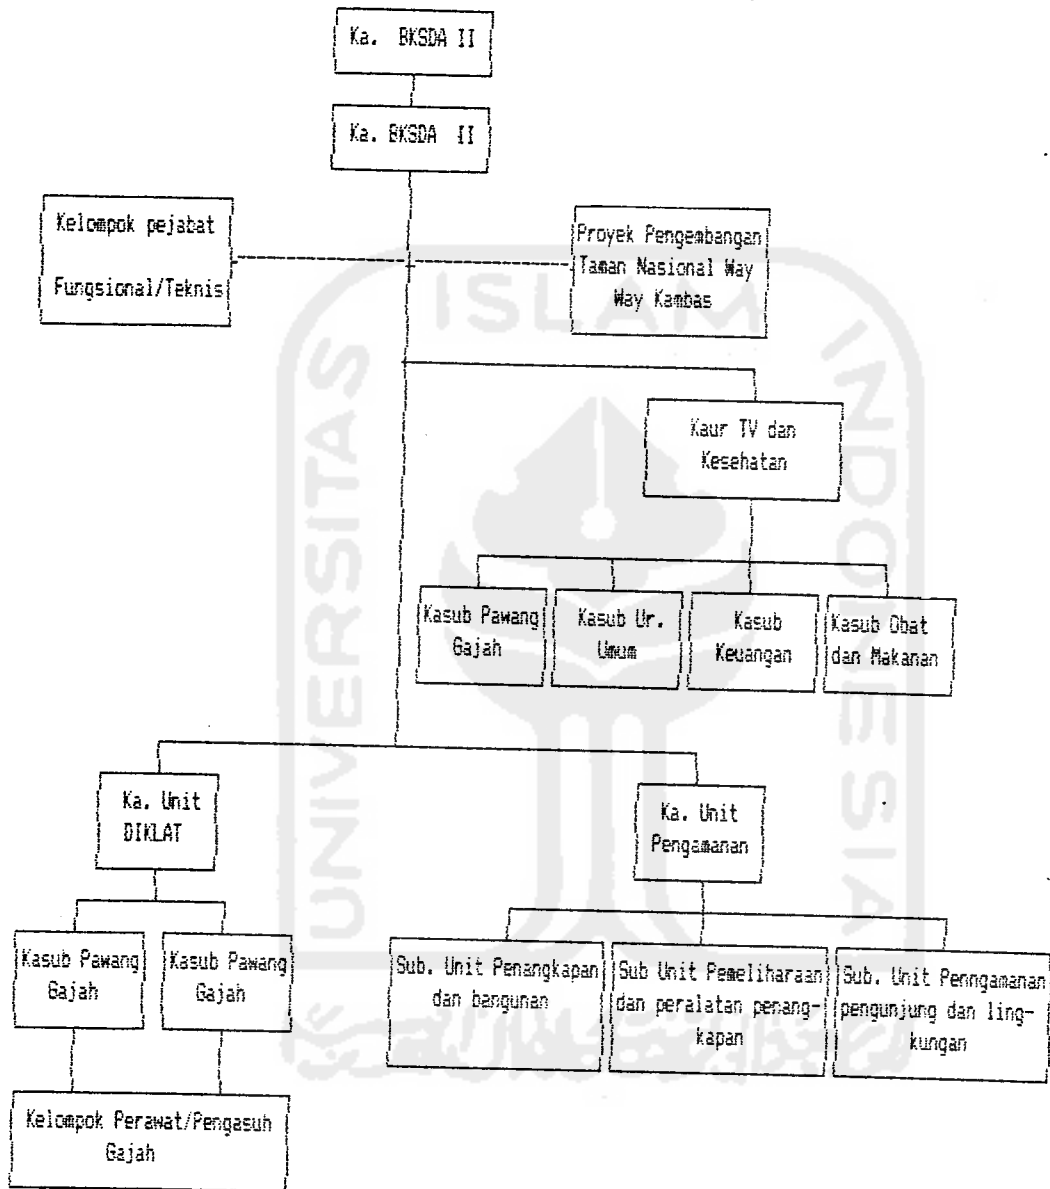 Ka. BKSDA II
Ka. BKSDA II
Kelompok pejabat
Fungsional/Teknis
Proyek Pengembangan
Taman Nasional Way
Way Kambas
Kaur TV dan
Kesehatan
Kasub Pawang
Gajah
Kasub Ur.
Umum
Kasub
Keuangan
Kasub Obat
dan Makanan
Ka. Unit
DIKLAT
Ka. Unit
Pengamanan
Kasub Pawang
Gajah
Kasub Pawang
Gajah
Sub. Unit Penangkapan
dan bangunan
Sub Unit Pemeliharaan
dan peralatan penang-
kapan
Sub. Unit Penngamanan
pengunjung dan ling-
kungan
Kelompok Perawat/Pengasuh
Gajah
UNIVERSITAS
ISLAM
INDONESIA